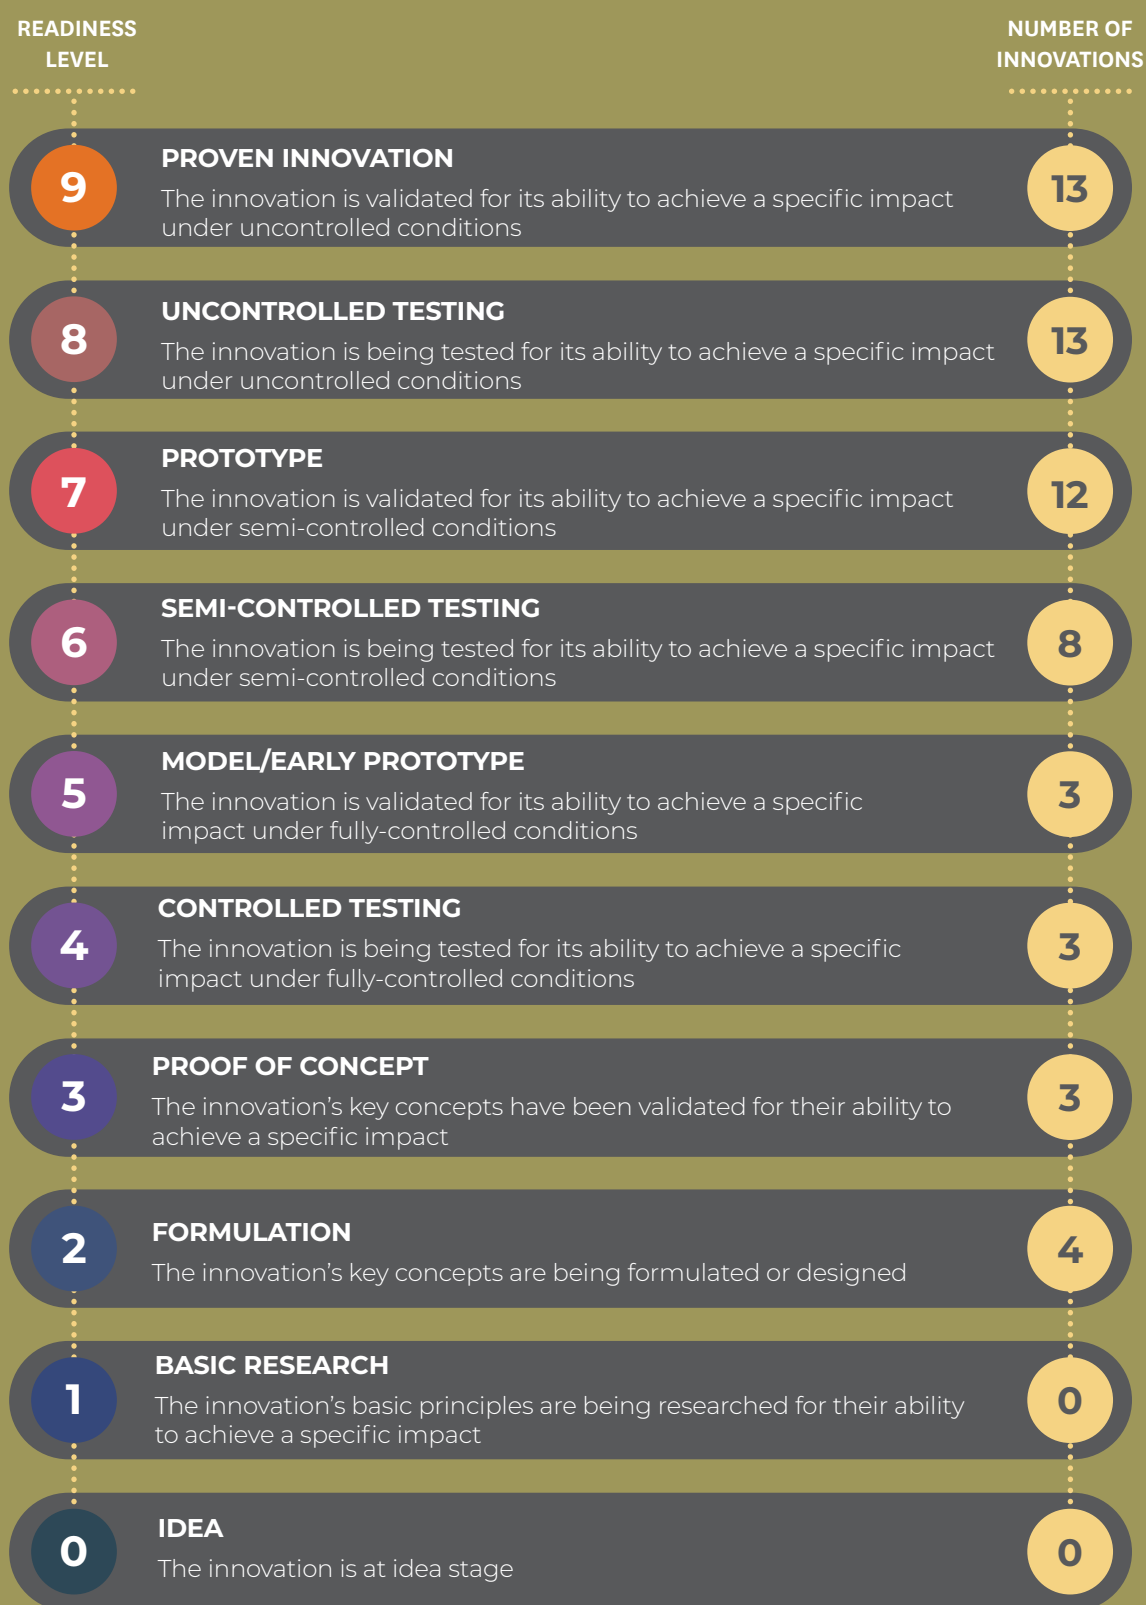 READINESS
LEVEL
NUMBER OF
INNOVATIONS
9
PROVEN INNOVATION
The innovation is validated for its ability to achieve a specific impact
under uncontrolled conditions
13
8
UNCONTROLLED TESTING
The innovation is being tested for its ability to achieve a specific impact
under uncontrolled conditions
13
7
PROTOTYPE
The innovation is validated for its ability to achieve a specific impact
under semi-controlled conditions
12
6
SEMI-CONTROLLED TESTING
The innovation is being tested for its ability to achieve a specific impact
under semi-controlled conditions
8
5
MODEL/EARLY PROTOTYPE
The innovation is validated for its ability to achieve a specific
impact under fully-controlled conditions
3
4
CONTROLLED TESTING
The innovation is being tested for its ability to achieve a specific
impact under fully-controlled conditions
3
3
PROOF OF CONCEPT
The innovation’s key concepts have been validated for their ability to
achieve a specific impact
3
2
FORMULATION
The innovation’s key concepts are being formulated or designed
4
1
BASIC RESEARCH
The innovation’s basic principles are being researched for their ability
to achieve a specific impact
0
0
IDEA
The innovation is at idea stage
0